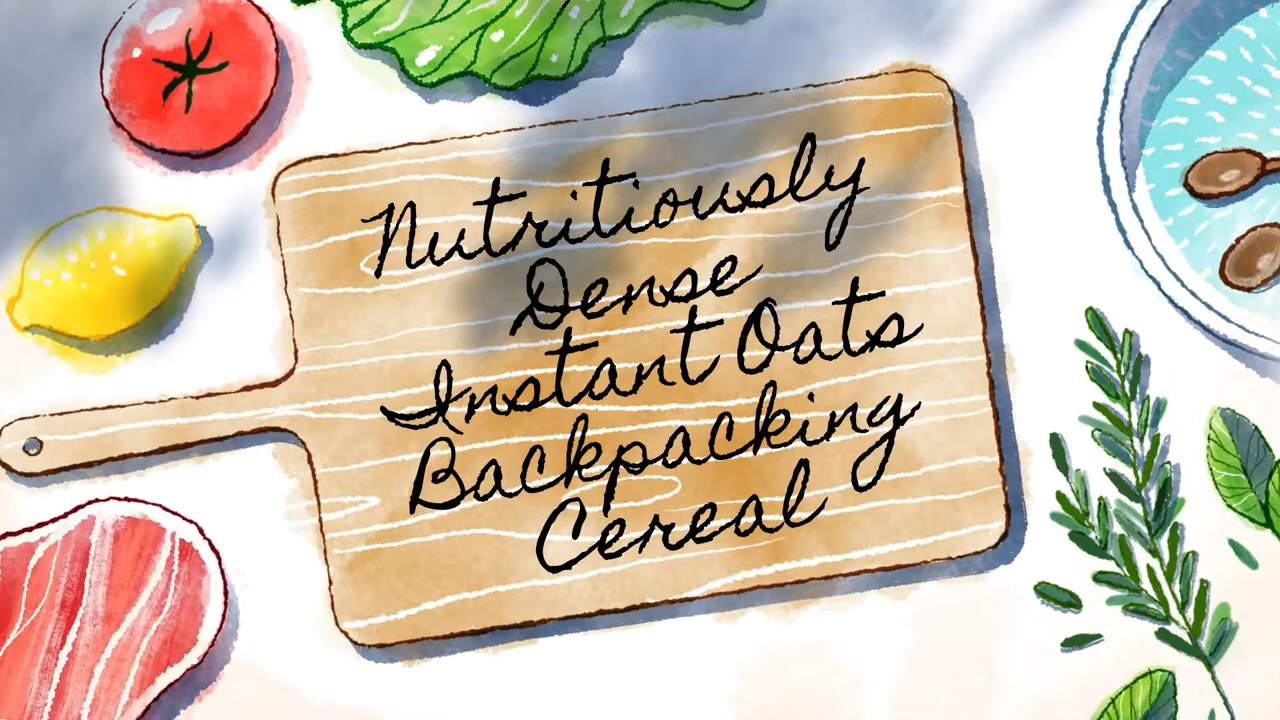 Nutritiously
Dense
Instant Oats
Backpacking
Cereal